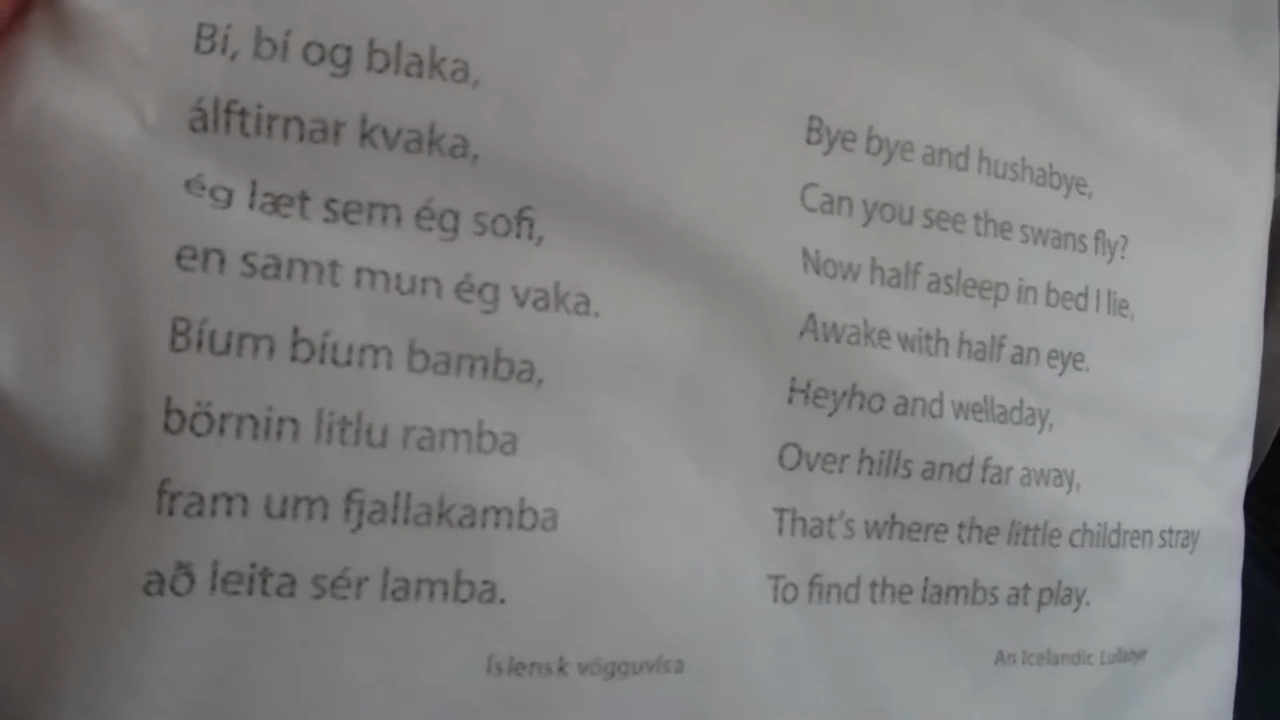 Bí, bí og blaka,
álftirnar kvaka,
ég læt sem ég sofi,
en samt mun ég vaka.
Bíum bíum bamba,
börnin litlu ramba
fram um fjallakamba
að leita sér lamba.
Íslensk vögguvísa
Bye bye and hushabye,
Can you see the swans fly?
Now half asleep in bed I lie,
Awake with half an eye.
Heyho and welladay,
Over hills and far away,
That's where the little children stray
To find the lambs at play.
An Icelandic Lullabye